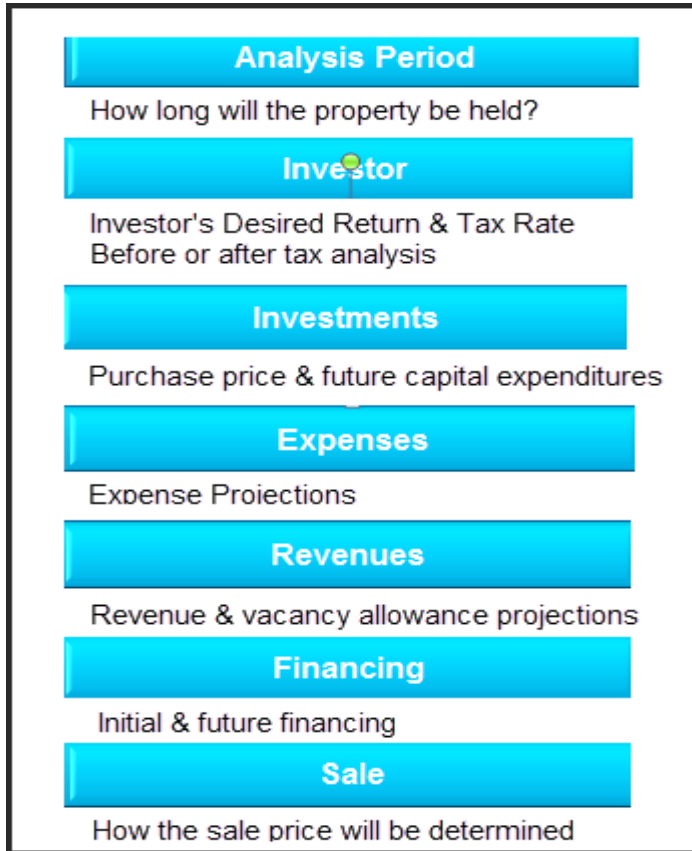 Analysis Period
How long will the property be held?
Investor
Investor's Desired Return & Tax Rate
Before or after tax analysis
Investments
Purchase price & future capital expenditures
Expenses
Expense Projections
Revenues
Revenue & vacancy allowance projections
Financing
Initial & future financing
Sale
How the sale price will be determined